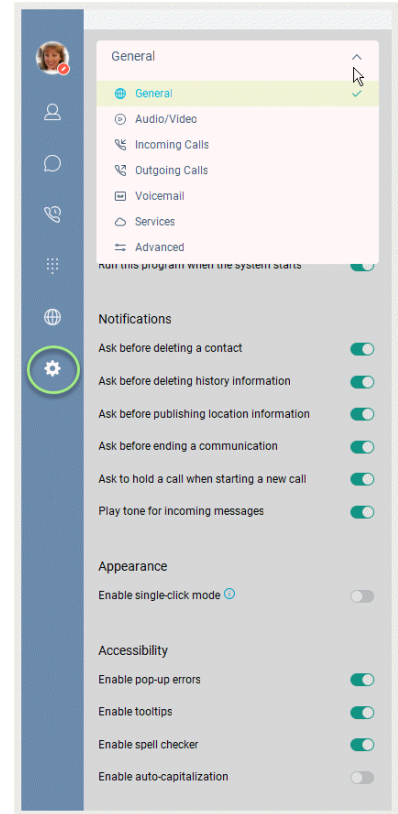 General
General
Audio/Video
Incoming Calls
Outgoing Calls
Voicemail
Services
Advanced
Run this program when the system starts
Notifications
Ask before deleting a contact
Ask before deleting history information
Ask before publishing location information
Ask before ending a communication
Ask to hold a call when starting a new call
Play tone for incoming messages
Appearance
Enable single-click mode
Accessibility
Enable pop-up errors
Enable tooltips
Enable spell checker
Enable auto-capitalization